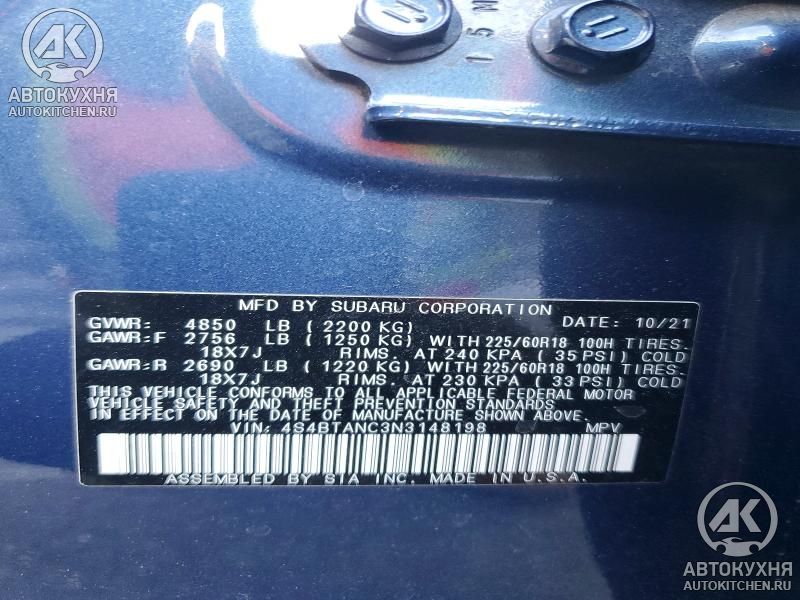 АК
АВТОКУХНЯ
AUTOKITCHEN.RU
15M
MFD BY SUBARU CORPORATION
GVWR: 4850 LB (2200 KG) DATE: 10/21
GAWR:F 2756 LB (1250 KG) WITH 225/60R18 100H TIRES.
18X7J RIMS. AT 240 KPA (35 PSI) COLD
GAWR:R 2690 LB (1220 KG) WITH 225/60R18 100H TIRES.
18X7J RIMS. AT 230 KPA (33 PSI) COLD
THIS VEHICLE CONFORMS TO ALL APPLICABLE FEDERAL MOTOR
VEHICLE SAFETY AND THEFT PREVENTION STANDARDS
IN EFFECT ON THE DATE OF MANUFACTURE SHOWN ABOVE.
VIN: 4S4BTANC3N3148198 MPV
ASSEMBLED BY SIA INC. MADE IN U.S.A.
АК
АВТОКУХНЯ
AUTOKITCHEN.RU